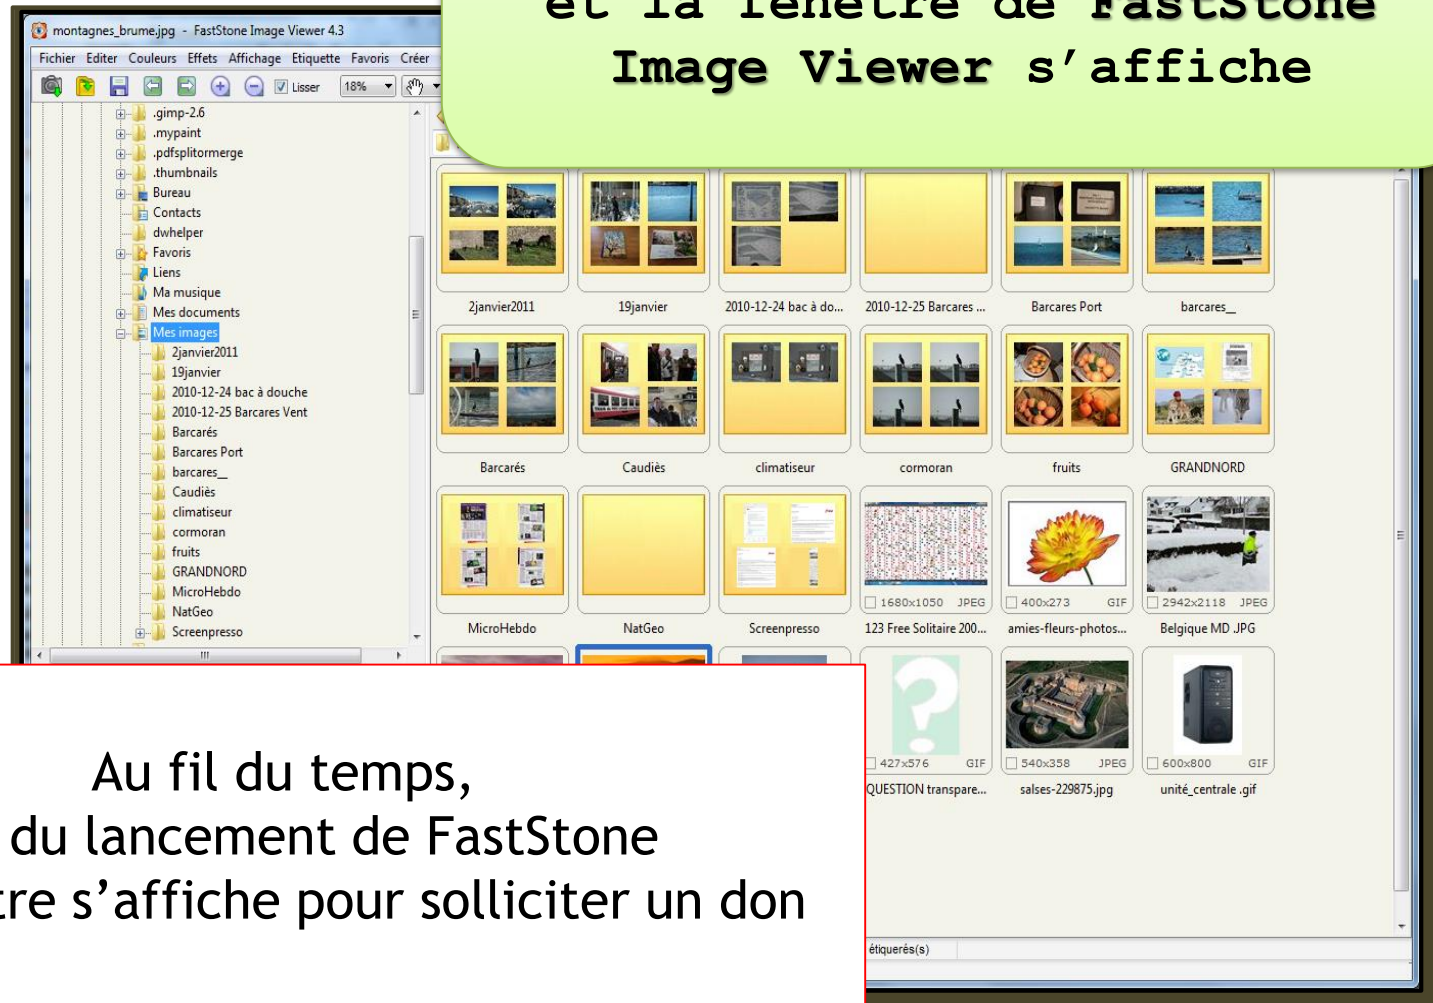 et la fenêtre de FastStone
Image Viewer s'affiche
montagnes_brume.jpg - FastStone Image Viewer 4.3
Fichier Editer Couleurs Effets Affichage Etiquette Favoris Créer
Lisser 18%
.gimp-2.6
.mypaint
.pdfsplitormerge
.thumbnails
Bureau
Contacts
dwhelper
Favoris
Liens
Ma musique
Mes documents
Mes images
2janvier2011
19janvier
2010-12-24 bac à douche
2010-12-25 Barcares Vent
Barcarés
Barcares Port
barcares__
Caudiès
climatiseur
cormoran
fruits
GRANDNORD
MicroHebdo
NatGeo
Screenpresso
2janvier2011 19janvier 2010-12-24 bac à do... 2010-12-25 Barcares ... Barcares Port barcares__
Barcarés Caudiès climatiseur cormoran fruits GRANDNORD
1680x1050 JPEG 400x273 GIF 2942x2118 JPEG
MicroHebdo NatGeo Screenpresso 123 Free Solitaire 200... amies-fleurs-photos... Belgique MD .JPG
427x576 GIF 540x358 JPEG 600x800 GIF
QUESTION transpare... salses-229875.jpg unité_centrale .gif
Au fil du temps,
du lancement de FastStone
tre s'affiche pour solliciter un don
étiquerés(s)